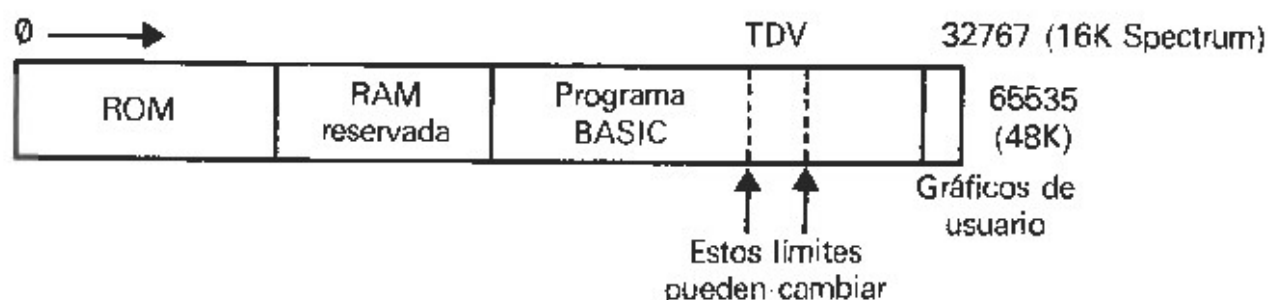 Ø
TDV
32767 (16K Spectrum)
ROM
RAM
reservada
Programa
BASIC
65535
(48K)
Gráficos de
usuario
Estos límites
pueden cambiar